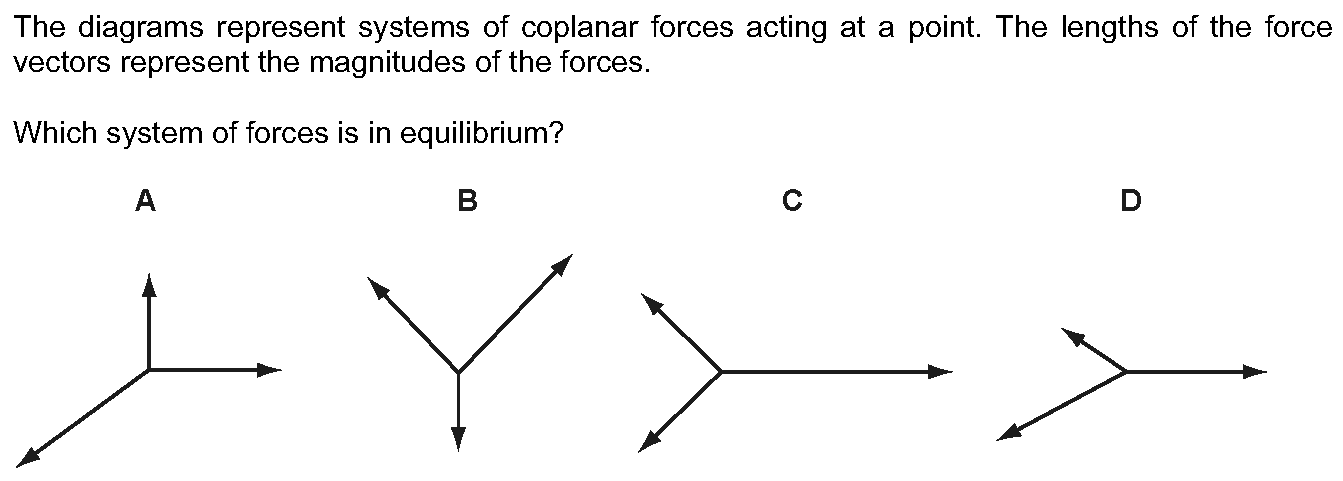 The diagrams represent systems of coplanar forces acting at a point. The lengths of the force
vectors represent the magnitudes of the forces.
Which system of forces is in equilibrium?
A B C D